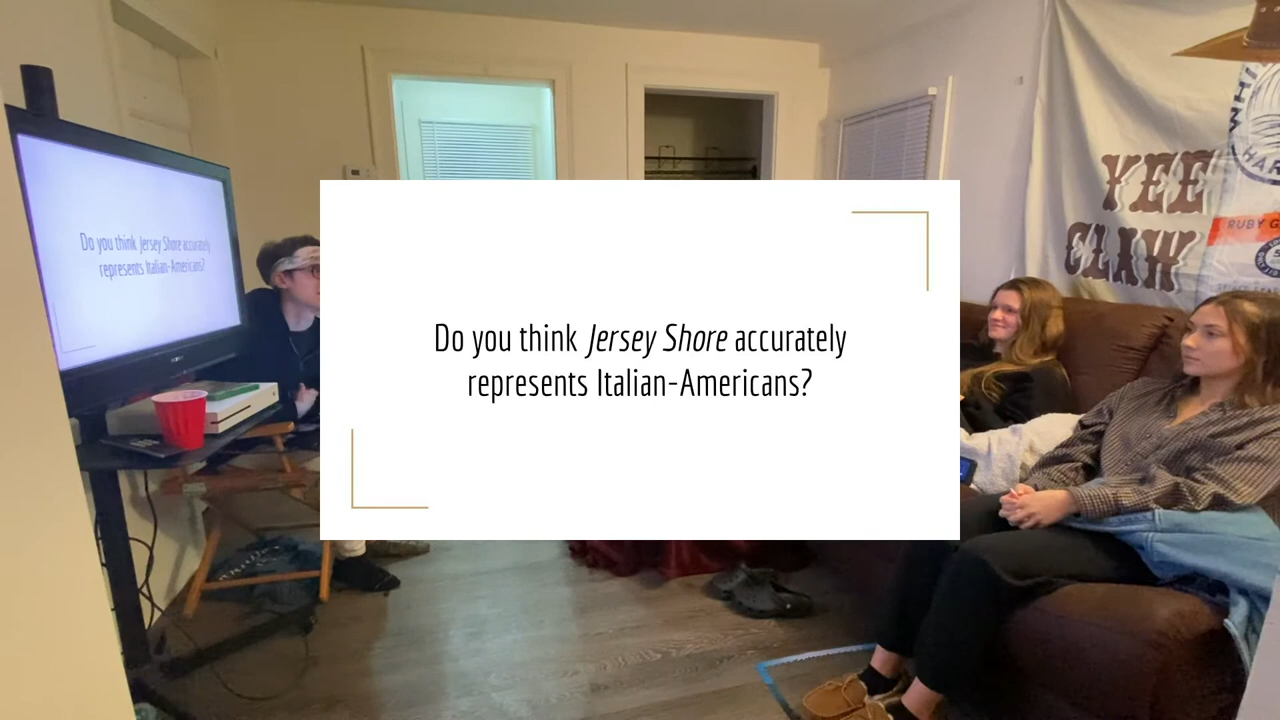 Do you think Jersey Shore accurately
represents Italian-Americans?
Do you think Jersey Shore accurately
represents Italian-Americans?
YEE
CLAW
RUBY G